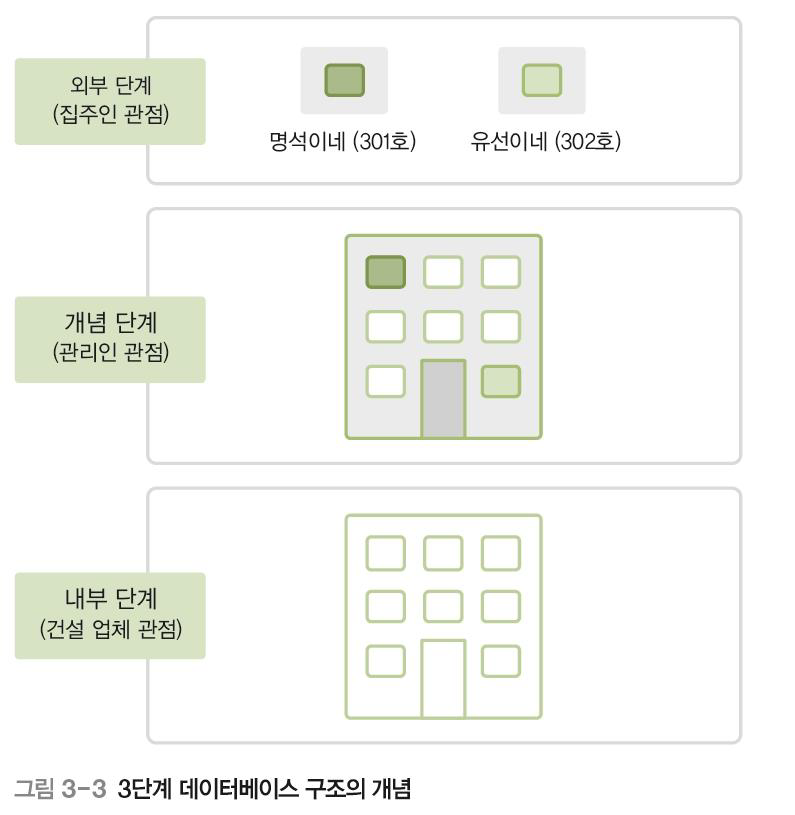 외부 단계
(집주인 관점)
명석이네 (301호)
유선이네 (302호)
개념 단계
(관리인 관점)
내부 단계
(건설 업체 관점)
그림 3-3 3단계 데이터베이스 구조의 개념